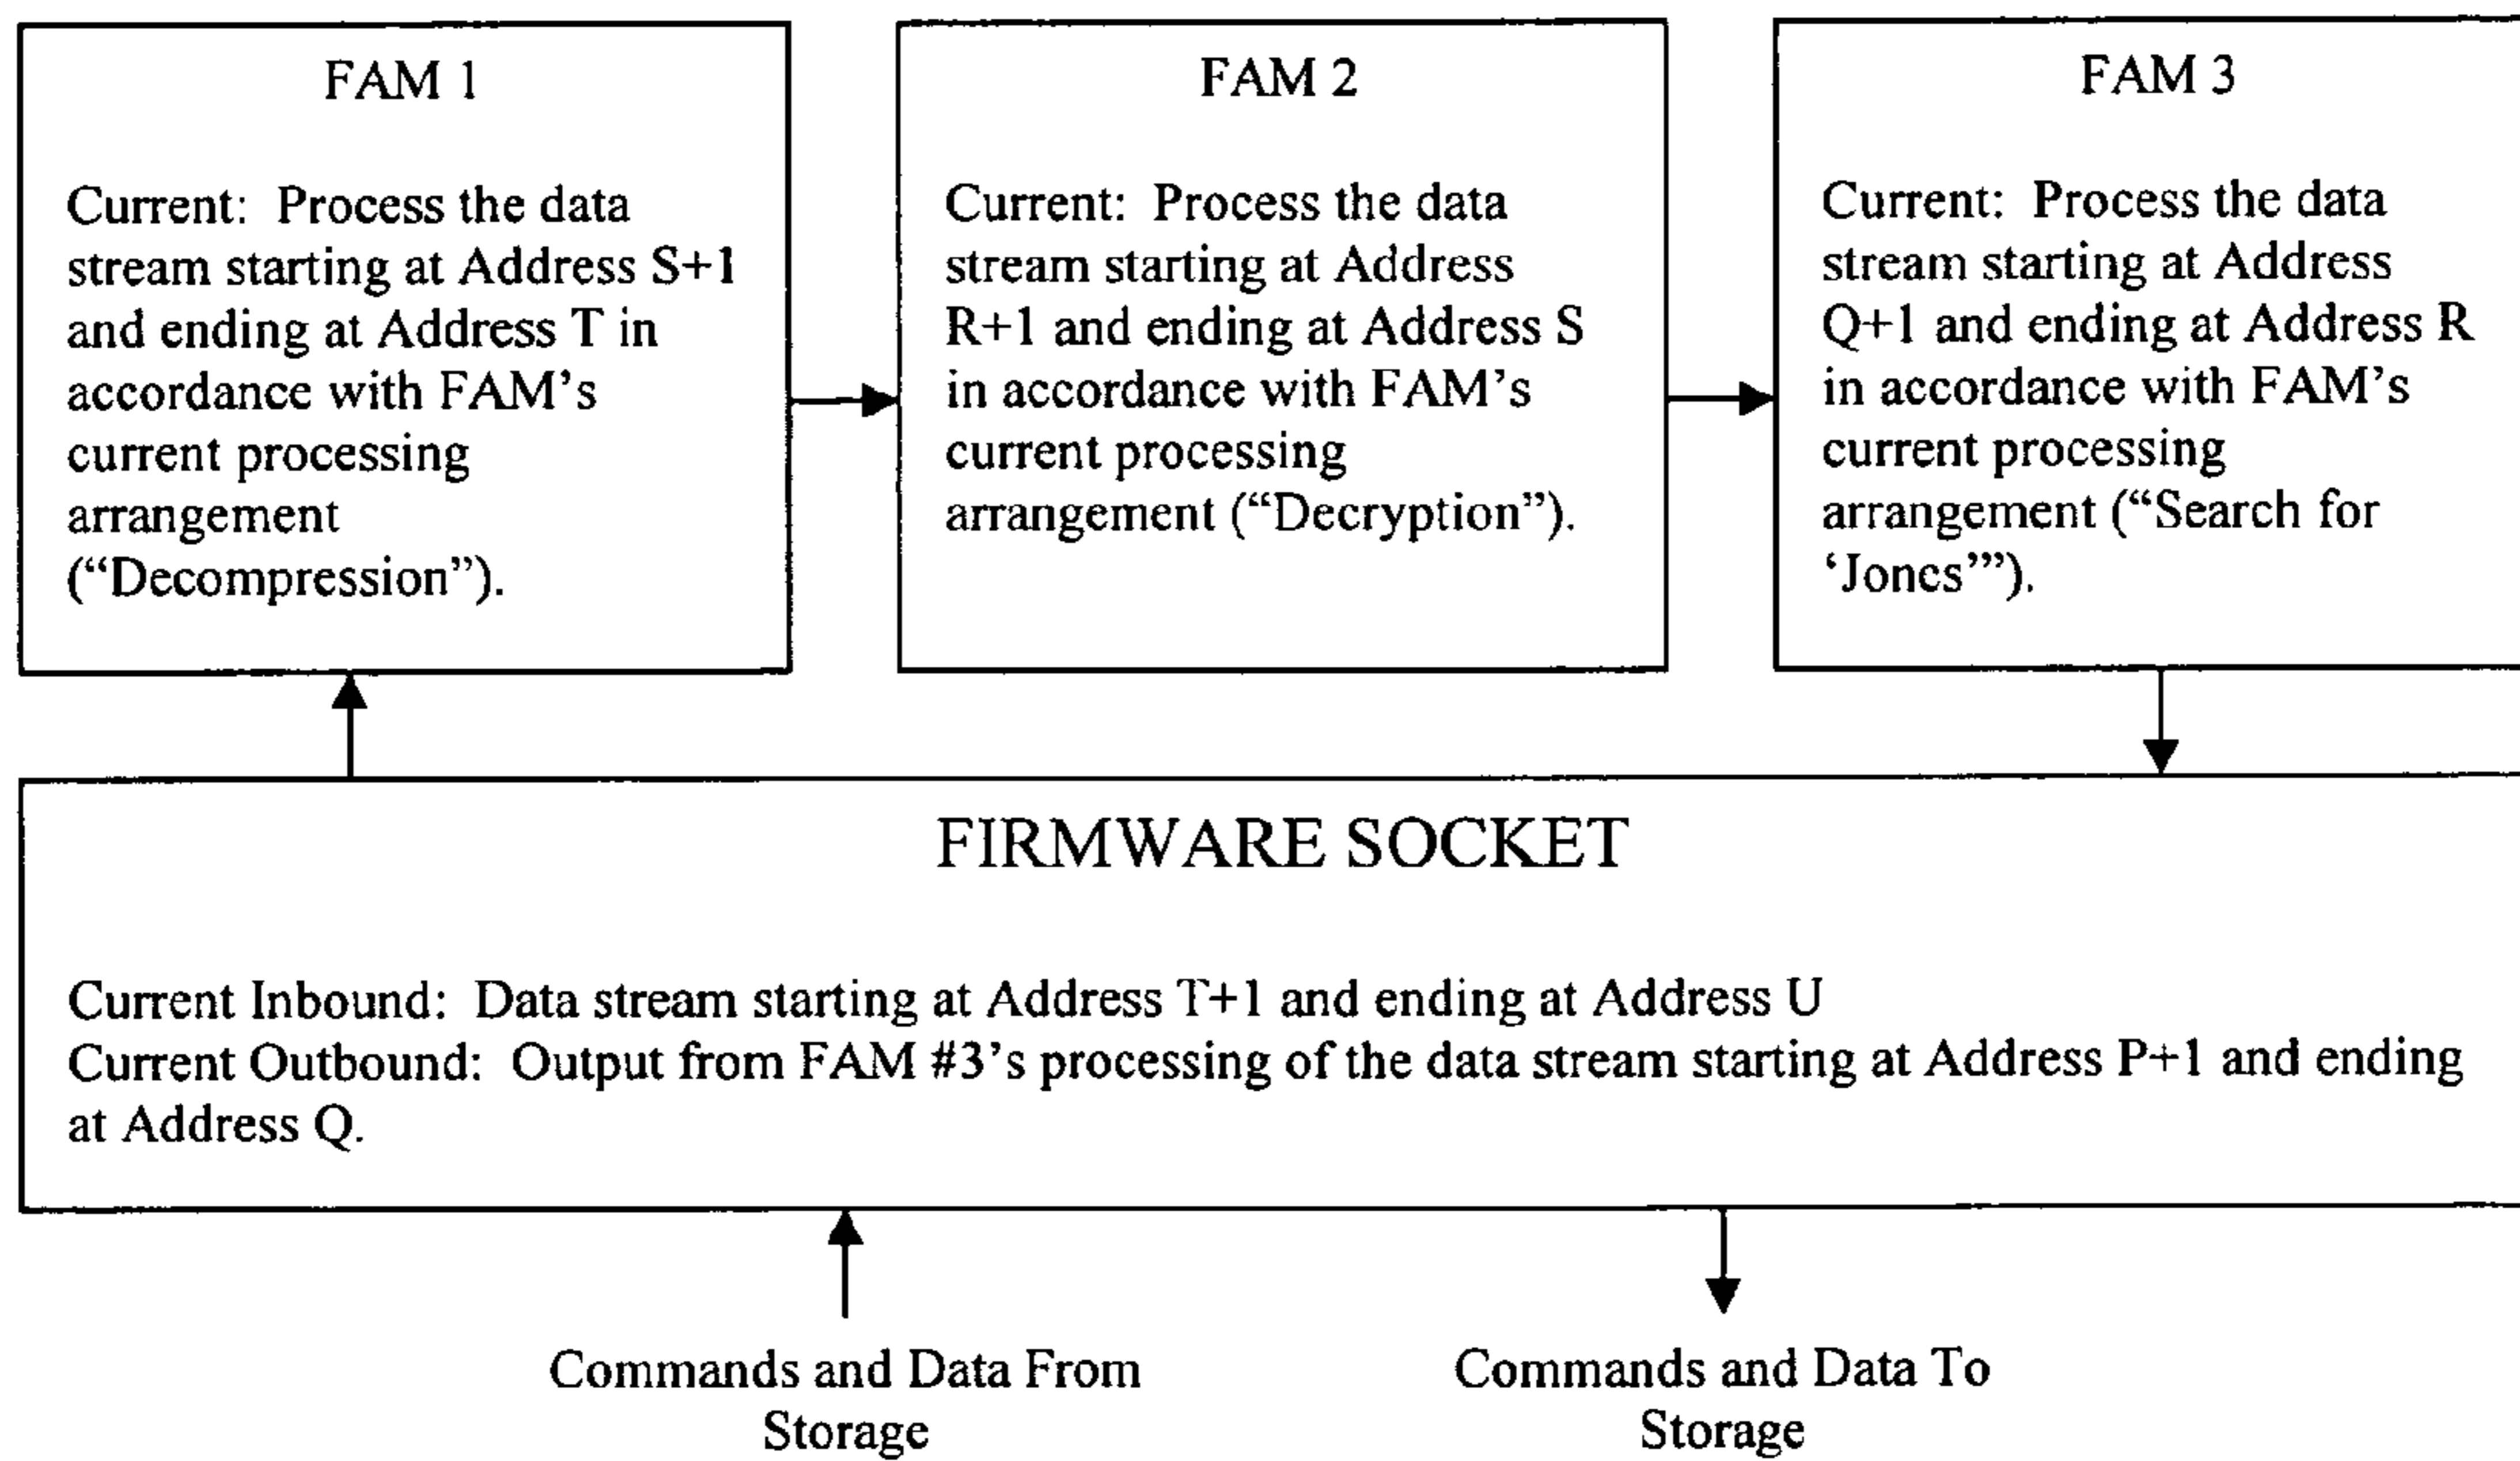 FAM 1
Current: Process the data
stream starting at Address S+1
and ending at Address T in
accordance with FAM's
current processing
arrangement
(“Decompression”).
FAM 2
Current: Process the data
stream starting at Address
R+1 and ending at Address S
in accordance with FAM's
current processing
arrangement (“Decryption”).
FAM 3
Current: Process the data
stream starting at Address
Q+1 and ending at Address R
in accordance with FAM's
current processing
arrangement (“Search for
‘Jones’”).
FIRMWARE SOCKET
Current Inbound: Data stream starting at Address T+1 and ending at Address U
Current Outbound: Output from FAM #3's processing of the data stream starting at Address P+1 and ending
at Address Q.
Commands and Data From
Storage
Commands and Data To
Storage